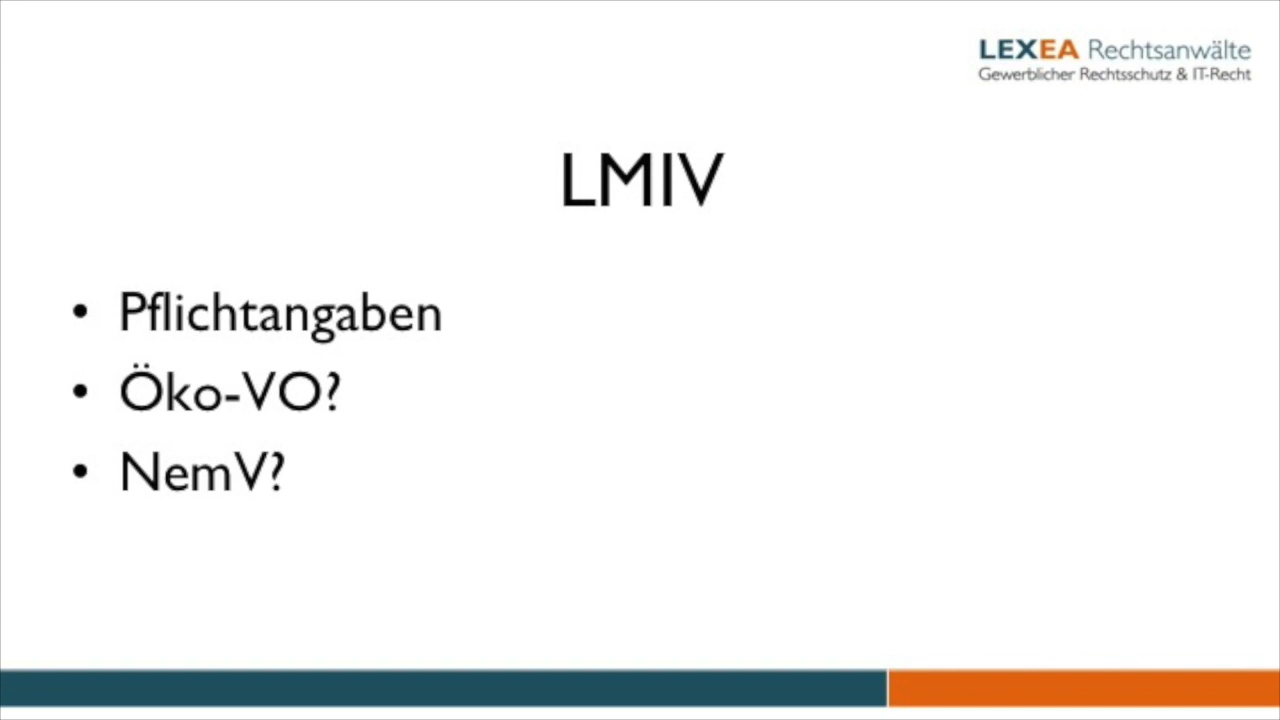 LEXEA Rechtsanwälte
Gewerblicher Rechtsschutz & IT-Recht
LMIV
• Pflichtangaben
• Öko-VO?
• NemV?